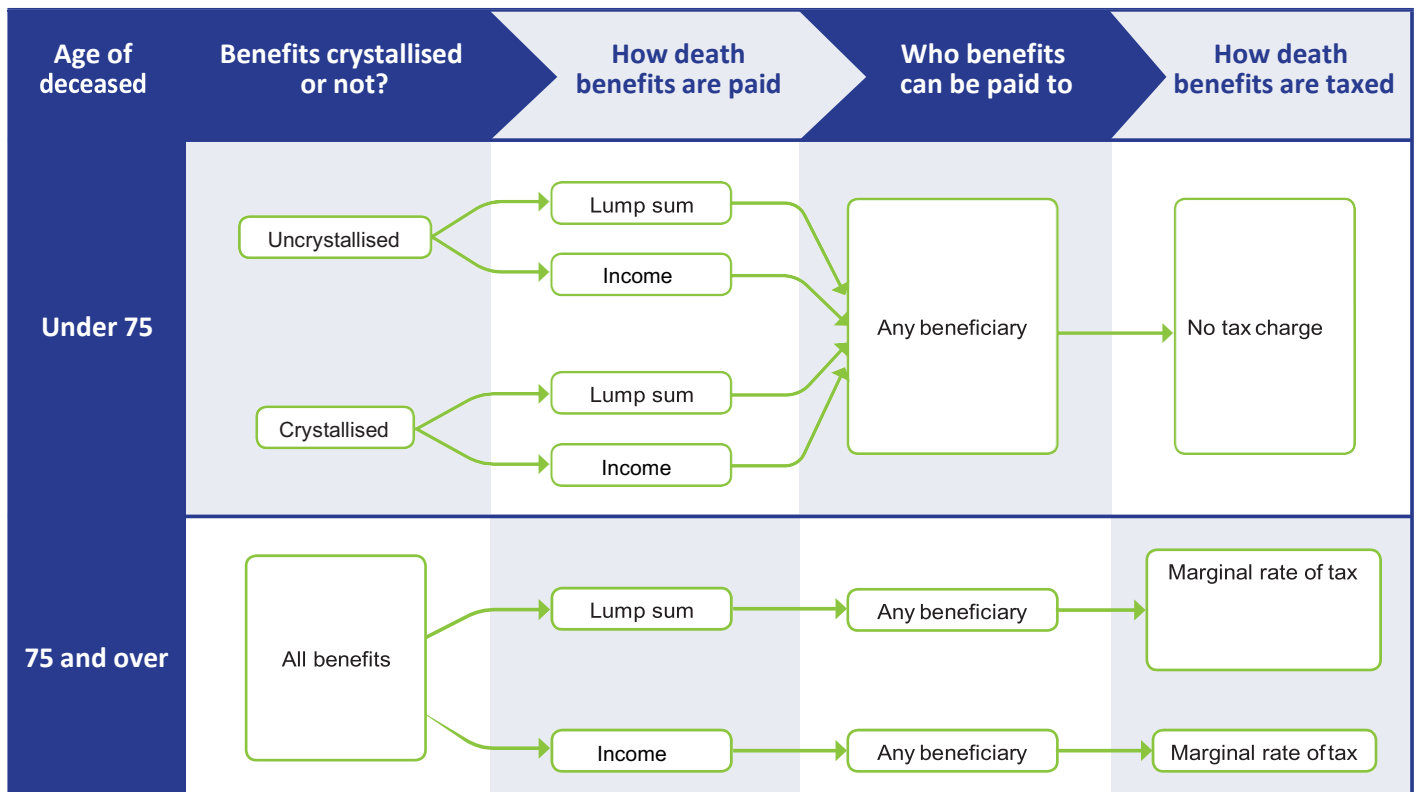 Age of
deceased
Benefits crystallised
or not?
How death
benefits are paid
Who benefits
can be paid to
How death
benefits are taxed
Under 75
Uncrystallised
Lump sum
Income
Crystallised
Lump sum
Income
Any beneficiary
No tax charge
75 and over
All benefits
Lump sum
Any beneficiary
Marginal rate of tax
Income
Any beneficiary
Marginal rate of tax